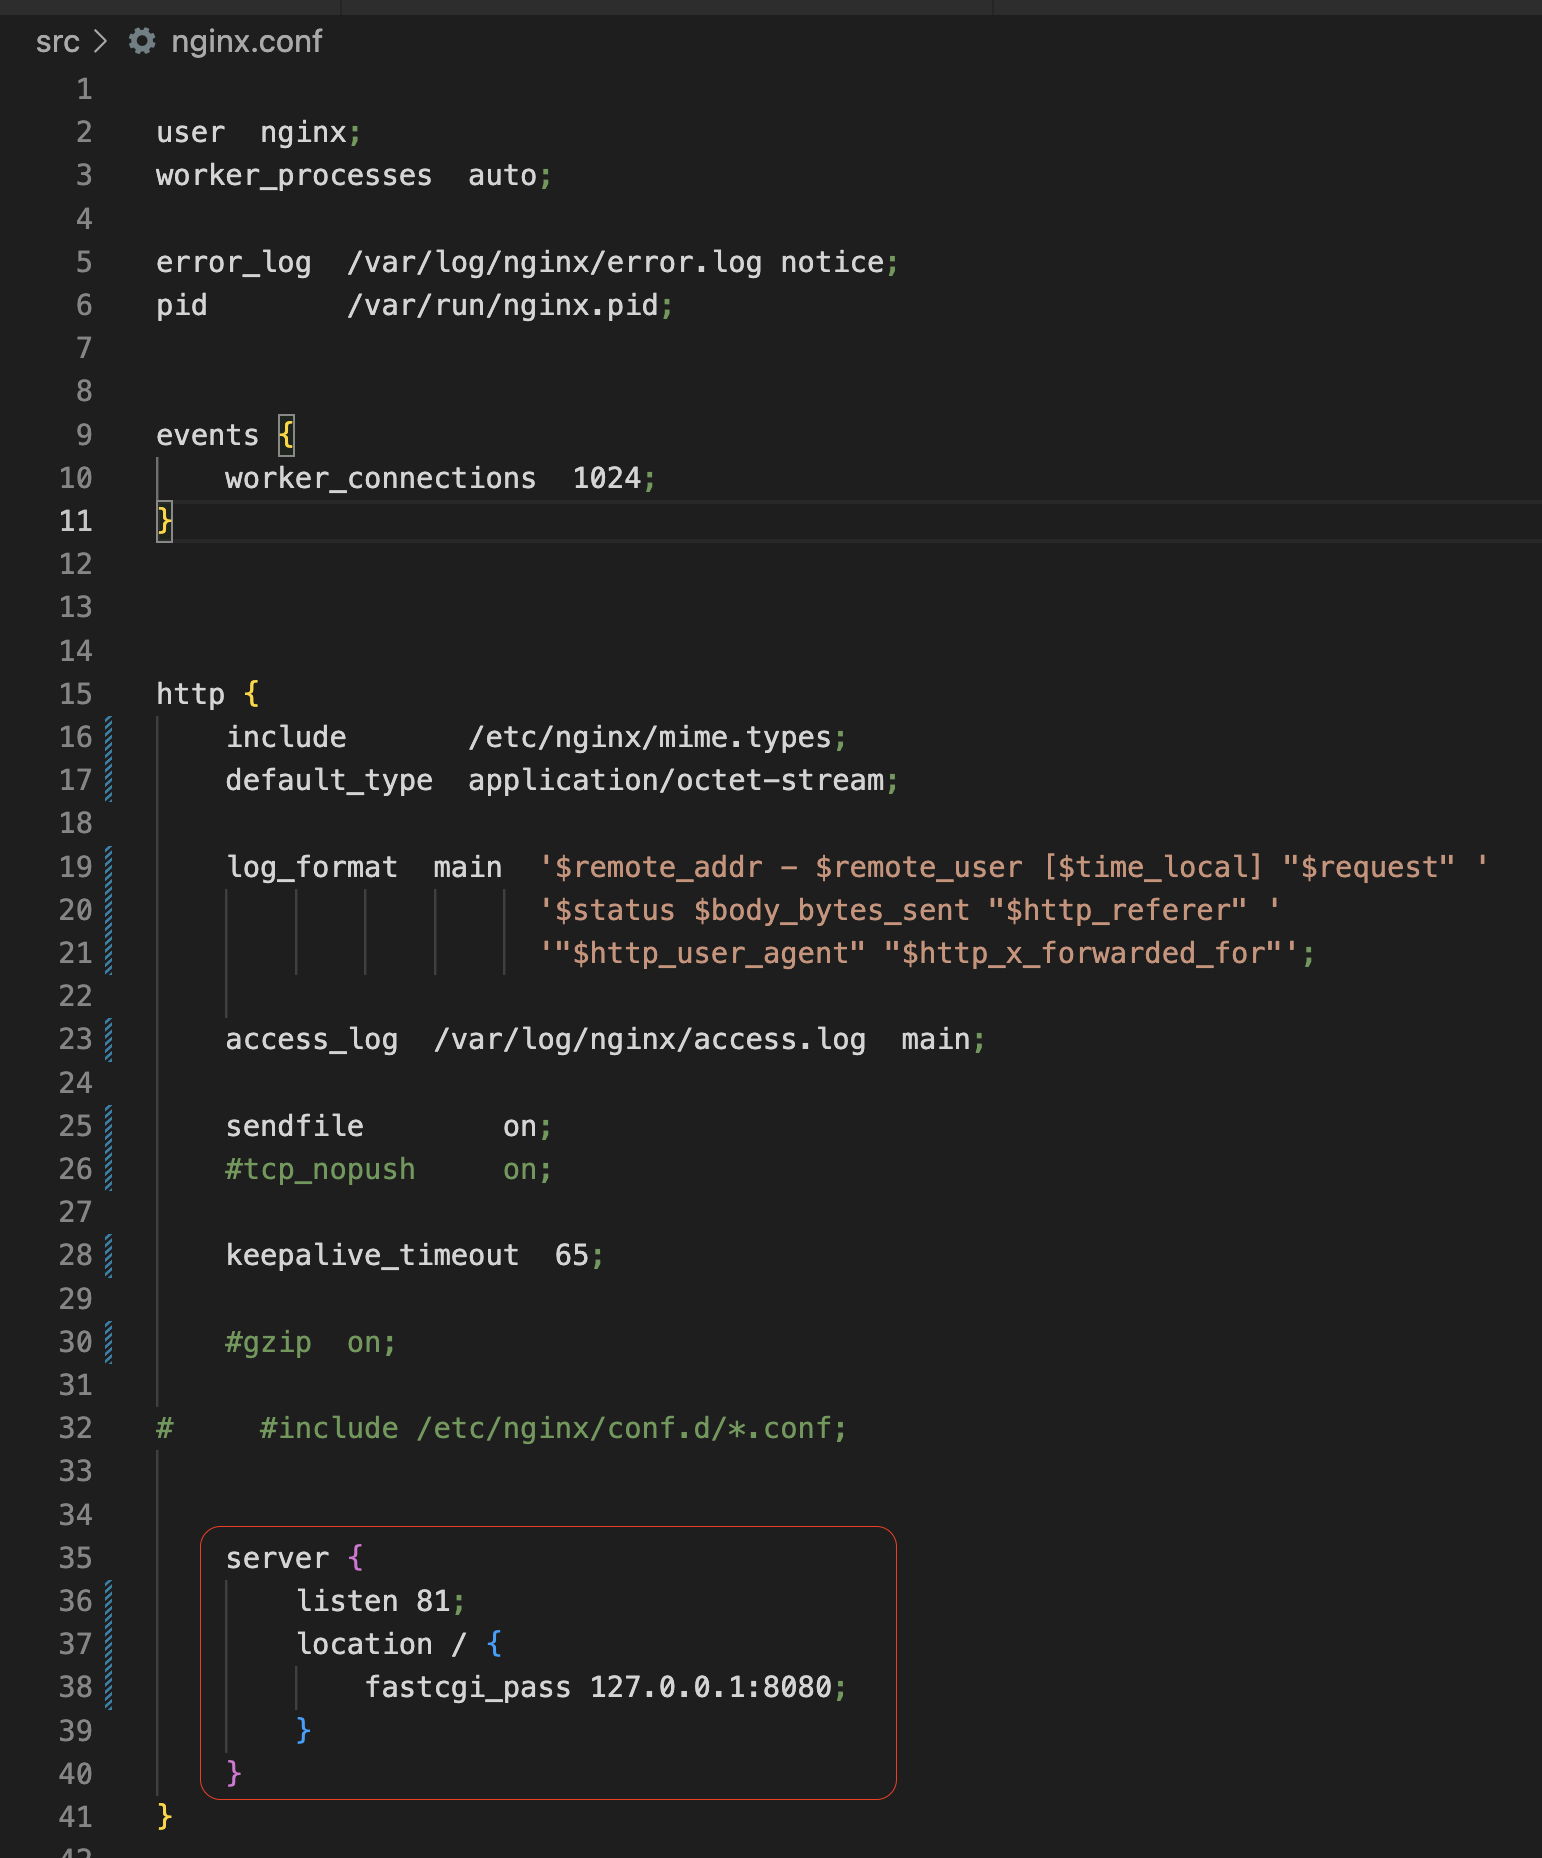 src > nginx.conf
1
2 user  nginx;
3 worker_processes  auto;
4
5 error_log  /var/log/nginx/error.log notice;
6 pid        /var/run/nginx.pid;
7
8
9 events {
10     worker_connections  1024;
11 }
12
13
14
15 http {
16     include       /etc/nginx/mime.types;
17     default_type  application/octet-stream;
18
19     log_format  main  '$remote_addr - $remote_user [$time_local] "$request" '
20                       '$status $body_bytes_sent "$http_referer" '
21                       '"$http_user_agent" "$http_x_forwarded_for"';
22
23     access_log  /var/log/nginx/access.log  main;
24
25     sendfile        on;
26     #tcp_nopush     on;
27
28     keepalive_timeout  65;
29
30     #gzip  on;
31
32 #     #include /etc/nginx/conf.d/*.conf;
33
34
35     server {
36         listen 81;
37         location / {
38             fastcgi_pass 127.0.0.1:8080;
39         }
40     }
41 }
42